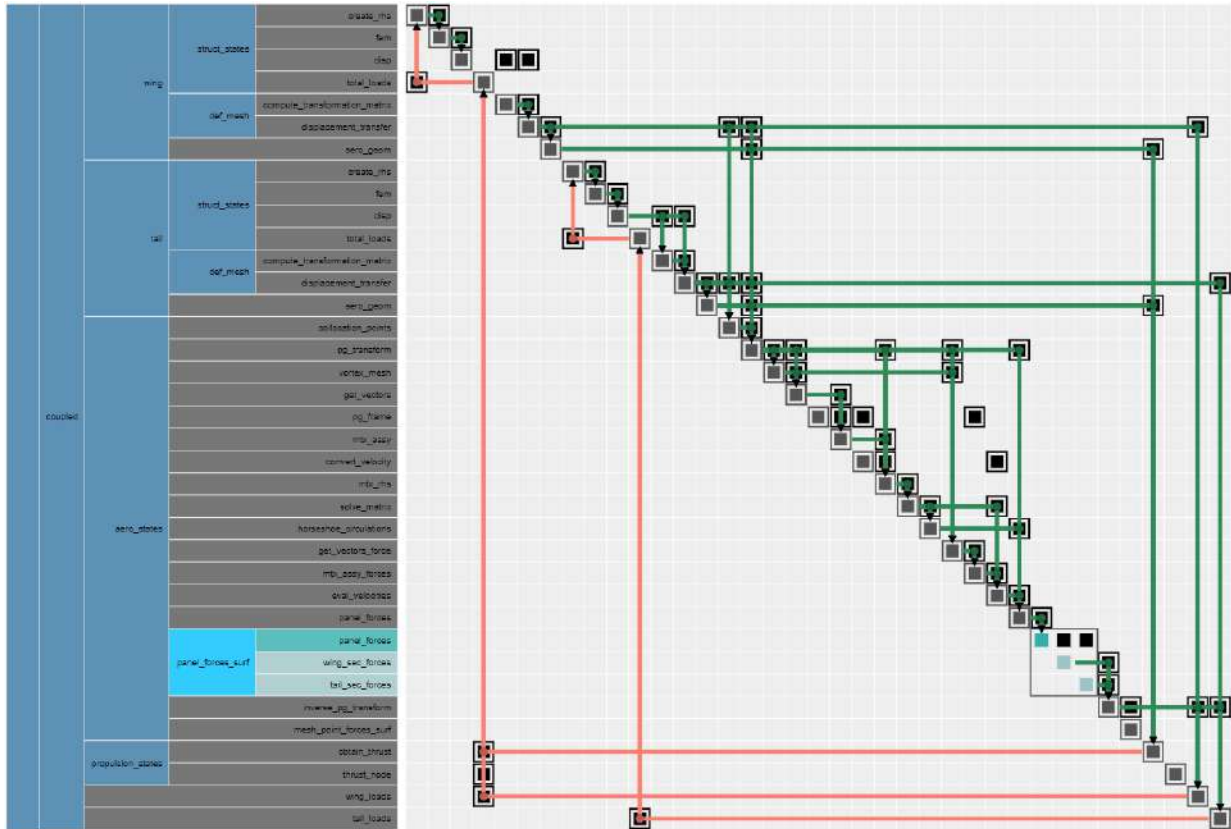 create_rhs
fem
struct_states
disp
wing
total_loads
compute_transformation_matrix
def_mesh
displacement_transfer
aero_geom
create_rhs
fem
struct_states
disp
tail
total_loads
compute_transformation_matrix
def_mesh
displacement_transfer
aero_geom
collocation_points
pg_transform
vortex_mesh
get_vectors
coupled
pg_frame
mtx_assy
convert_velocity
mtx_rhs
aero_states
solve_matrix
horseshoe_circulations
get_vectors_force
mtx_assy_forces
eval_velocities
panel_forces
panel_forces
panel_forces_surf
wing_sec_forces
tail_sec_forces
inverse_pg_transform
mesh_point_forces_surf
propulsion_states
obtain_thrust
thrust_node
wing_loads
tail_loads